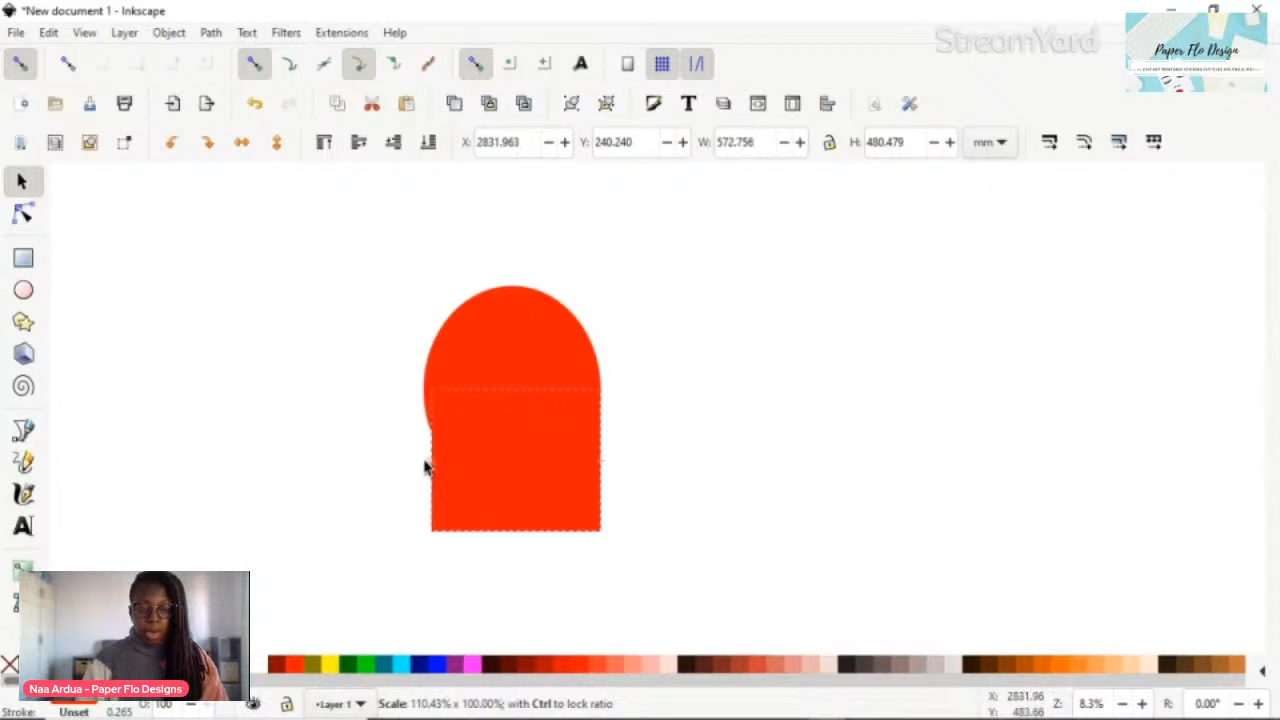 *New document 1 - Inkscape
File Edit View Layer Object Path Text Filters Extensions Help
StreamYard
Paper Flo Design
X: 2831.963 Y: 240.240 W: 572.756 H: 480.479 mm
Naa Ardua - Paper Flo Designs
Stroke: Unset 0.265 O: 100 Layer 1 Scale: 110.43% x 100.00%; with Ctrl to lock ratio X: 2831.96 Z: 8.3% R: 0.00°
Y: 483.66